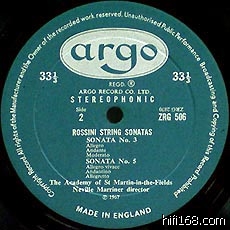 Manufacturer and of the recorded work reserved. Unauthorised Public Performance, Broadcasting and Copying of this Record Prohibited. Copyright All Rights of the
argo
33⅓
33⅓
REGD.
ARGO RECORD CO. LTD.
STEREOPHONIC
Side
2
ZRG 506
ROSSINI STRING SONATAS
SONATA No. 3
Allegro
Andante
Moderato
SONATA No. 5
Allegro vivace
Andantino
Allegretto
The Academy of St Martin-in-the-Fields
Neville Marriner director
℗ 1967
MADE IN ENGLAND
hifi168.com